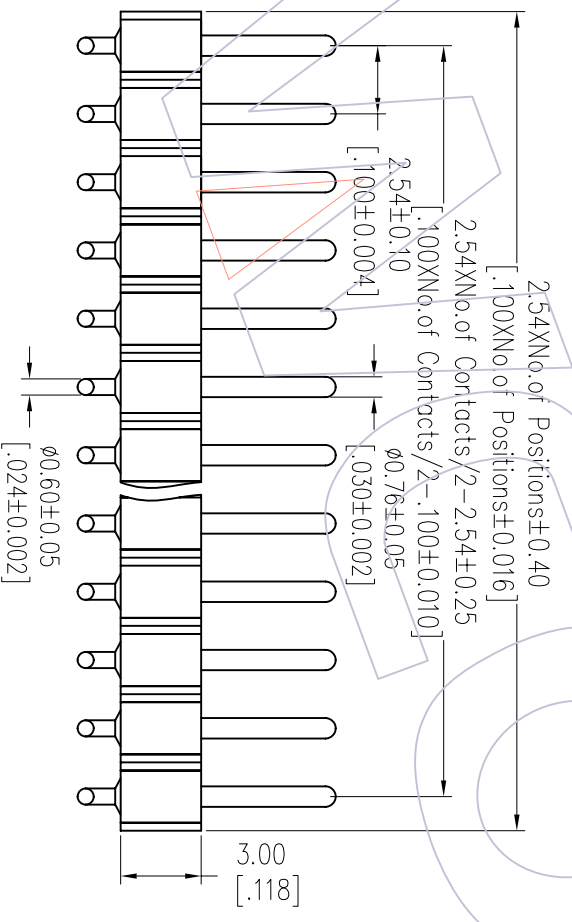 2.54XNo.of Positions±0.40
[.100XNo.of Positions±0.016]
2.54XNo.of Contacts/2-2.54±0.25
[.100XNo.of Contacts/2-.100±0.010]
2.54±0.10
[.100±0.004]
ø0.76±0.05
[.030±0.002]
ø0.60±0.05
[.024±0.002]
3.00
[.118]